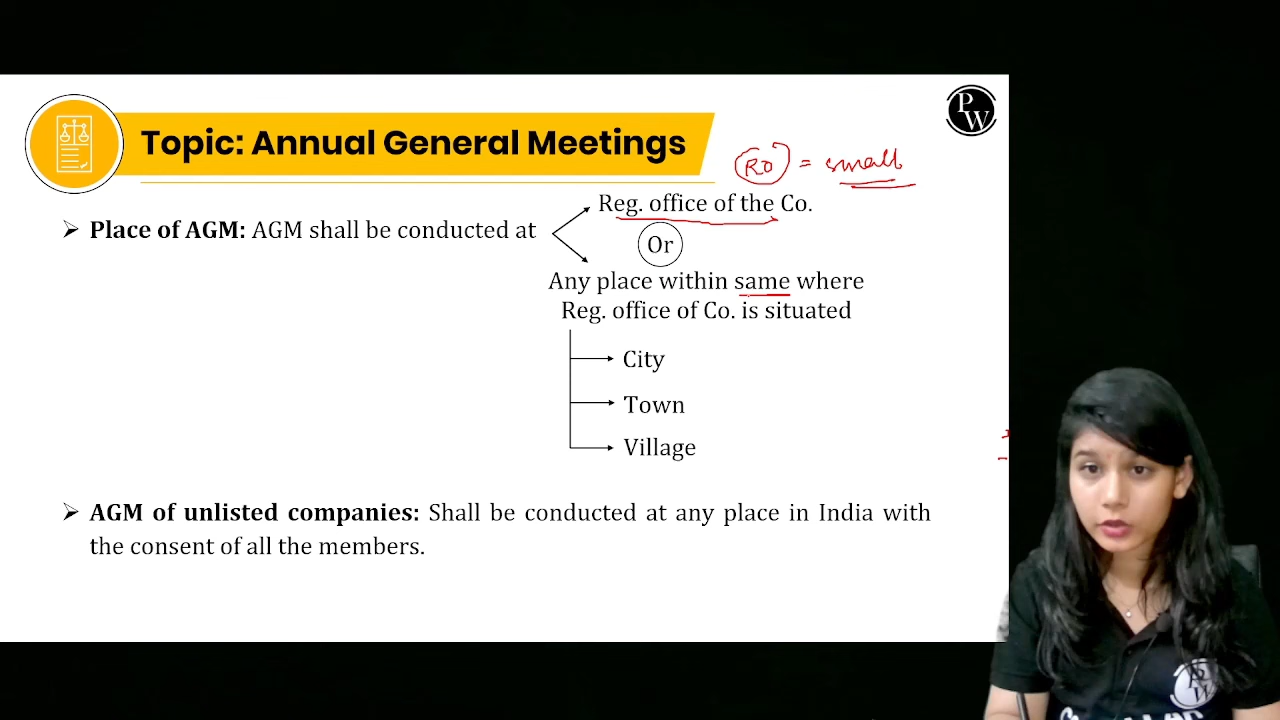 P
W
Topic: Annual General Meetings
RO = small
Reg. office of the Co.
➢ Place of AGM: AGM shall be conducted at
Or
Any place within same where
Reg. office of Co. is situated
City
Town
Village
➢ AGM of unlisted companies: Shall be conducted at any place in India with
the consent of all the members.
P
W